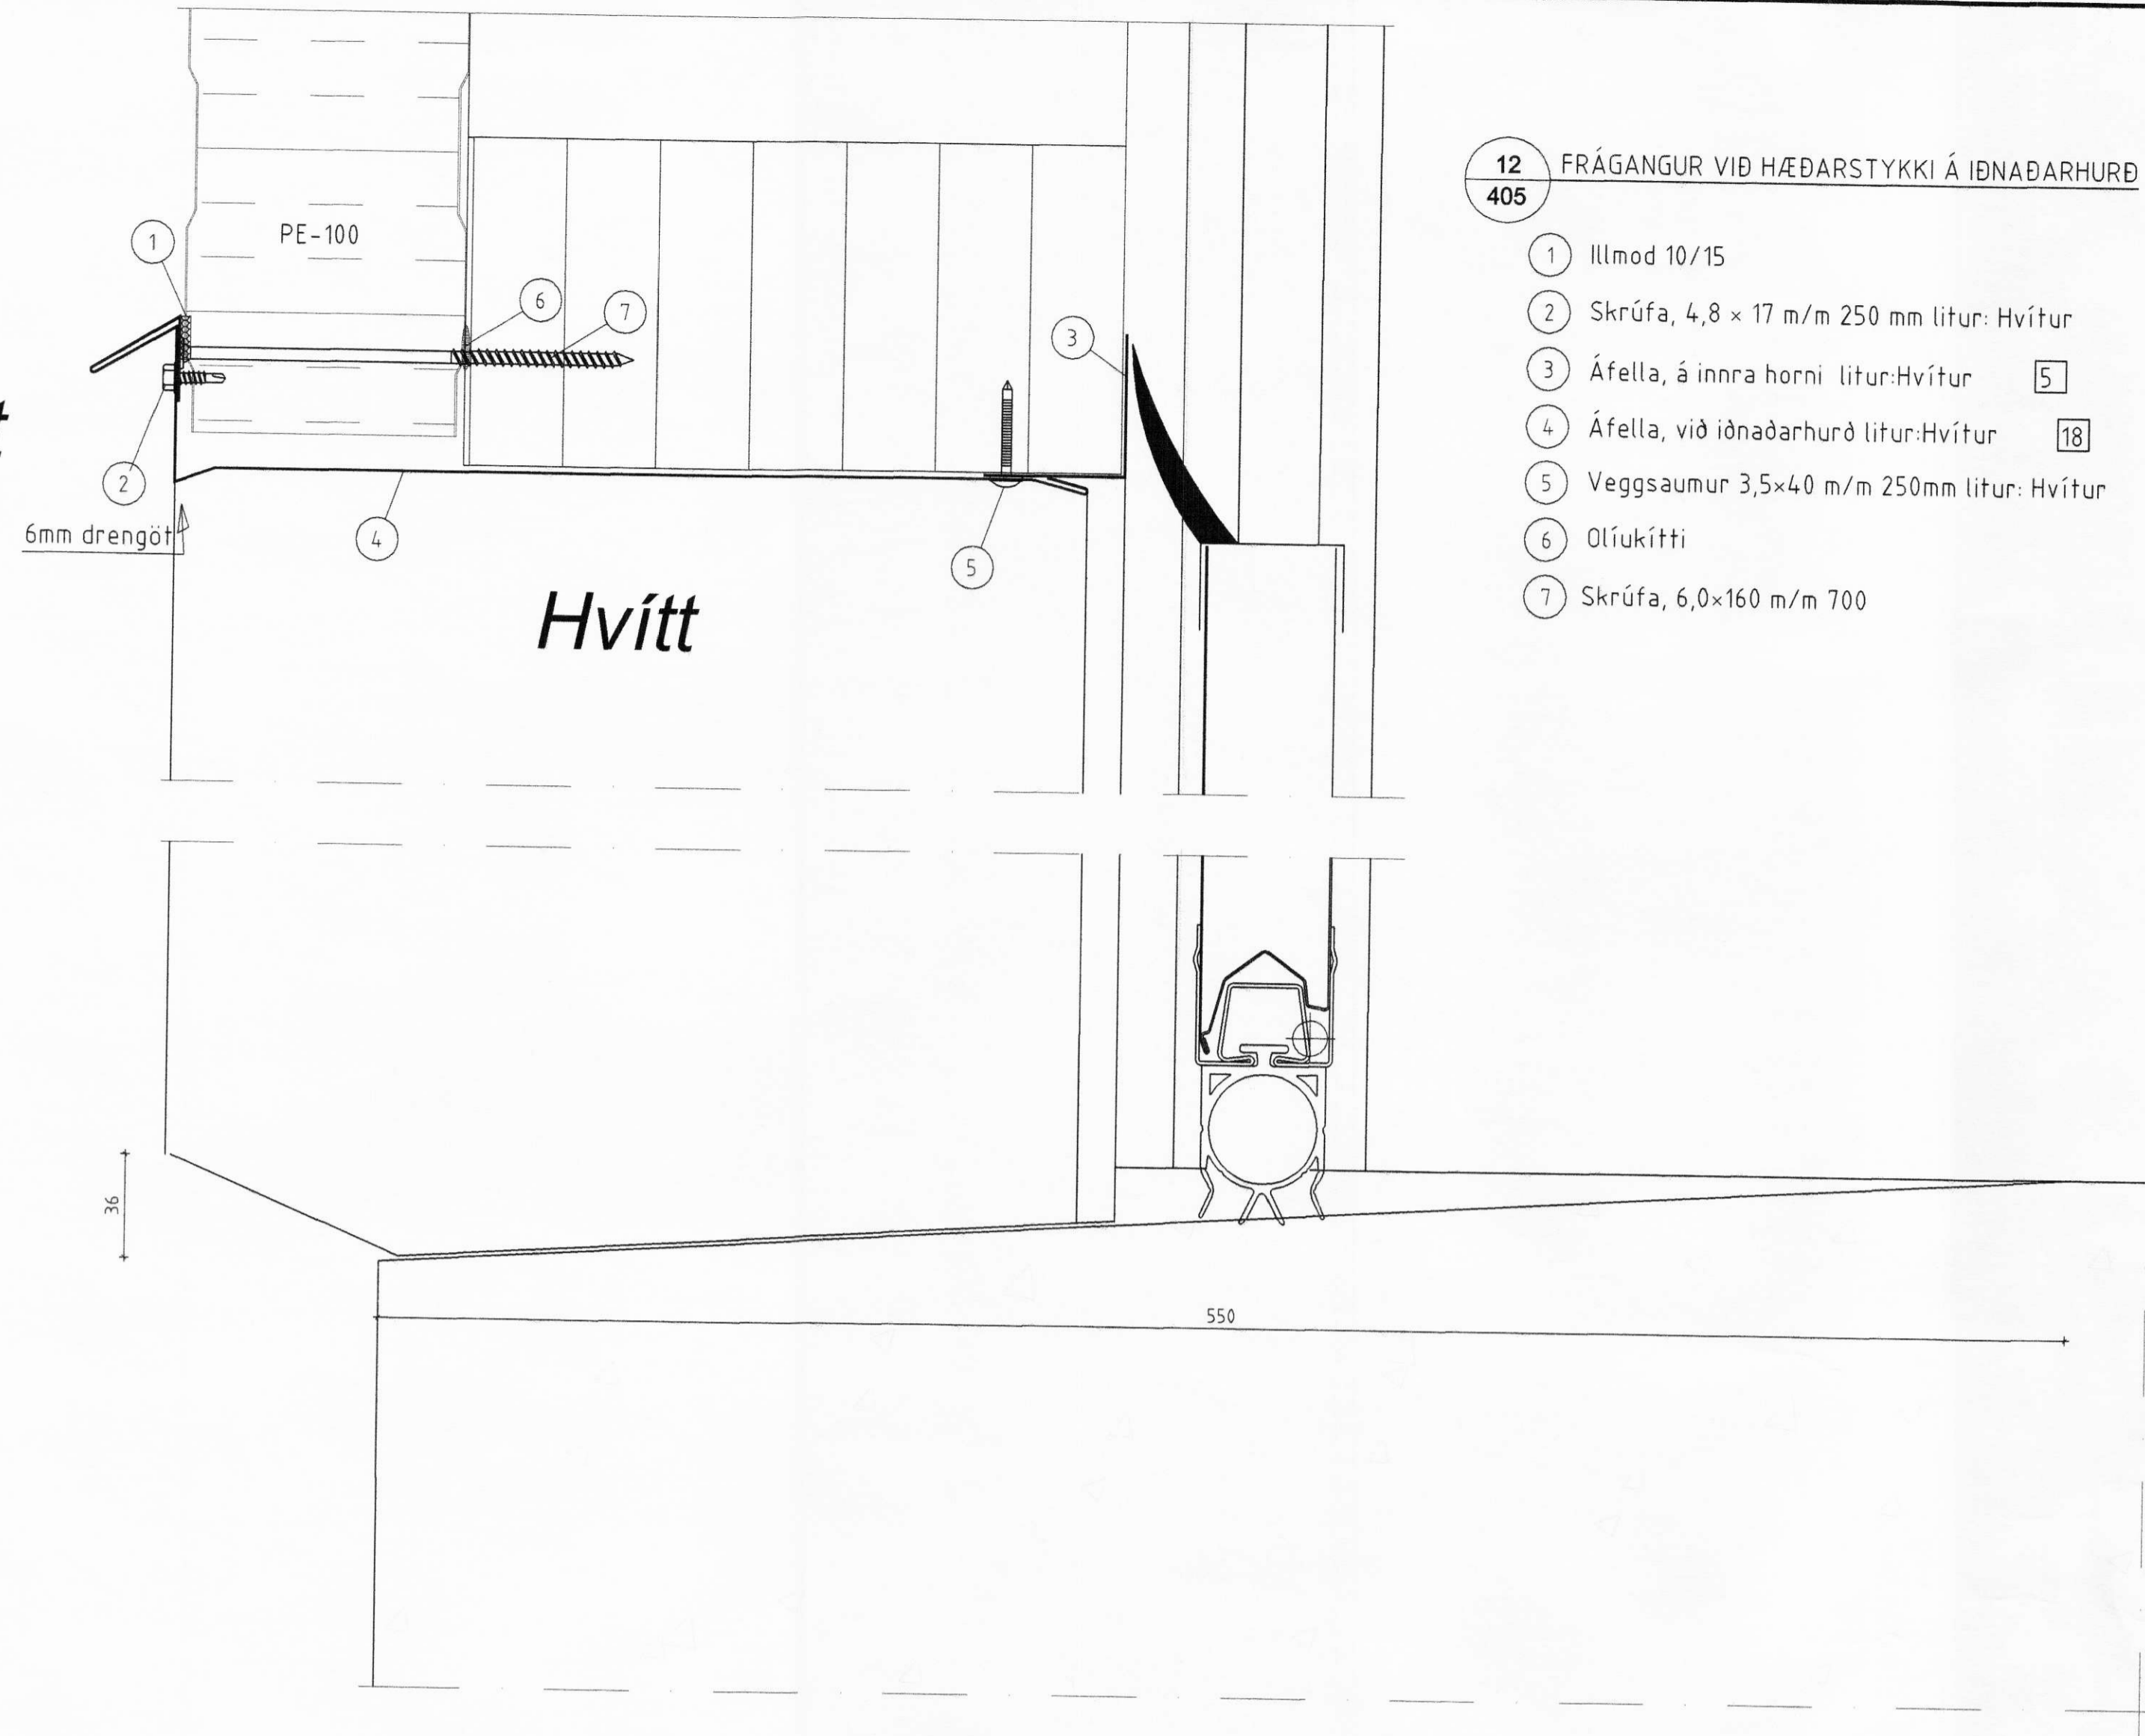 12
405
FRÁGANGUR VIÐ HÆÐARSTYKKI Á IÐNAÐARHURÐ
1 Illmod 10/15
2 Skrúfa, 4,8 × 17 m/m 250 mm litur: Hvítur
3 Áfella, á innra horni litur:Hvítur 5
4 Áfella, við iðnaðarhurð litur:Hvítur 18
5 Veggsaumur 3,5×40 m/m 250mm litur: Hvítur
6 Olíukítti
7 Skrúfa, 6,0×160 m/m 700
PE-100
1
6
7
3
2
6mm drengöt
4
5
Hvítt
36
550